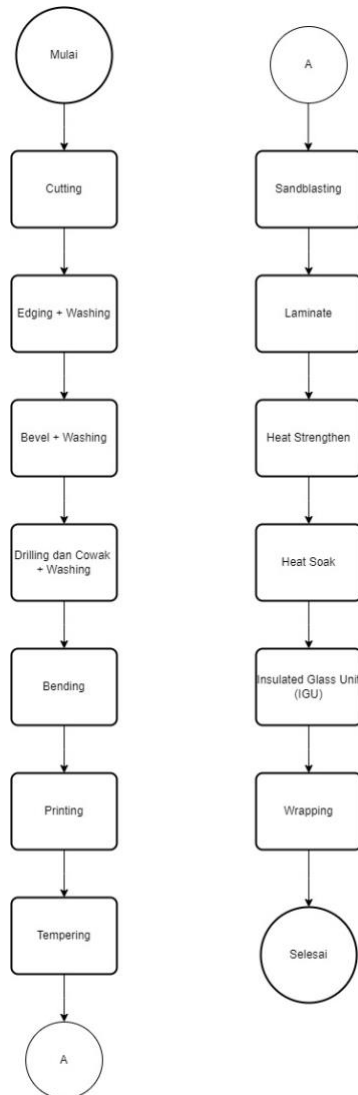 Mulai
Cutting
Edging + Washing
Bevel + Washing
Drilling dan Cowak
+ Washing
Bending
Printing
Tempering
A
A
Sandblasting
Laminate
Heat Strengthen
Heat Soak
Insulated Glass Unit
(IGU)
Wrapping
Selesai